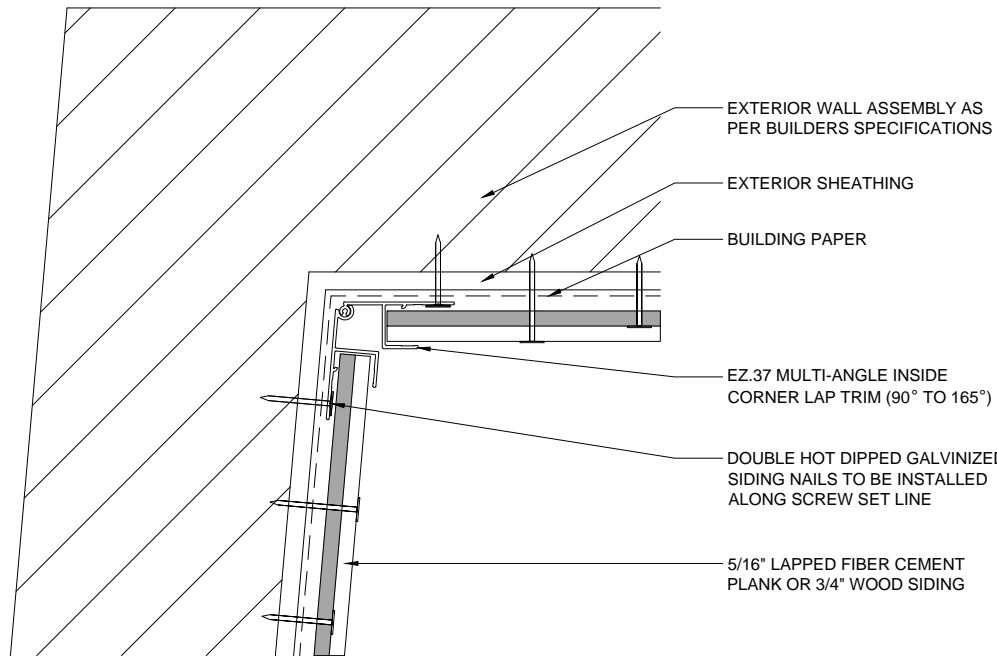 EXTERIOR WALL ASSEMBLY AS
PER BUILDERS SPECIFICATIONS
EXTERIOR SHEATHING
BUILDING PAPER
EZ.37 MULTI-ANGLE INSIDE
CORNER LAP TRIM (90° TO 165°)
DOUBLE HOT DIPPED GALVINIZED
SIDING NAILS TO BE INSTALLED
ALONG SCREW SET LINE
5/16" LAPPED FIBER CEMENT
PLANK OR 3/4" WOOD SIDING